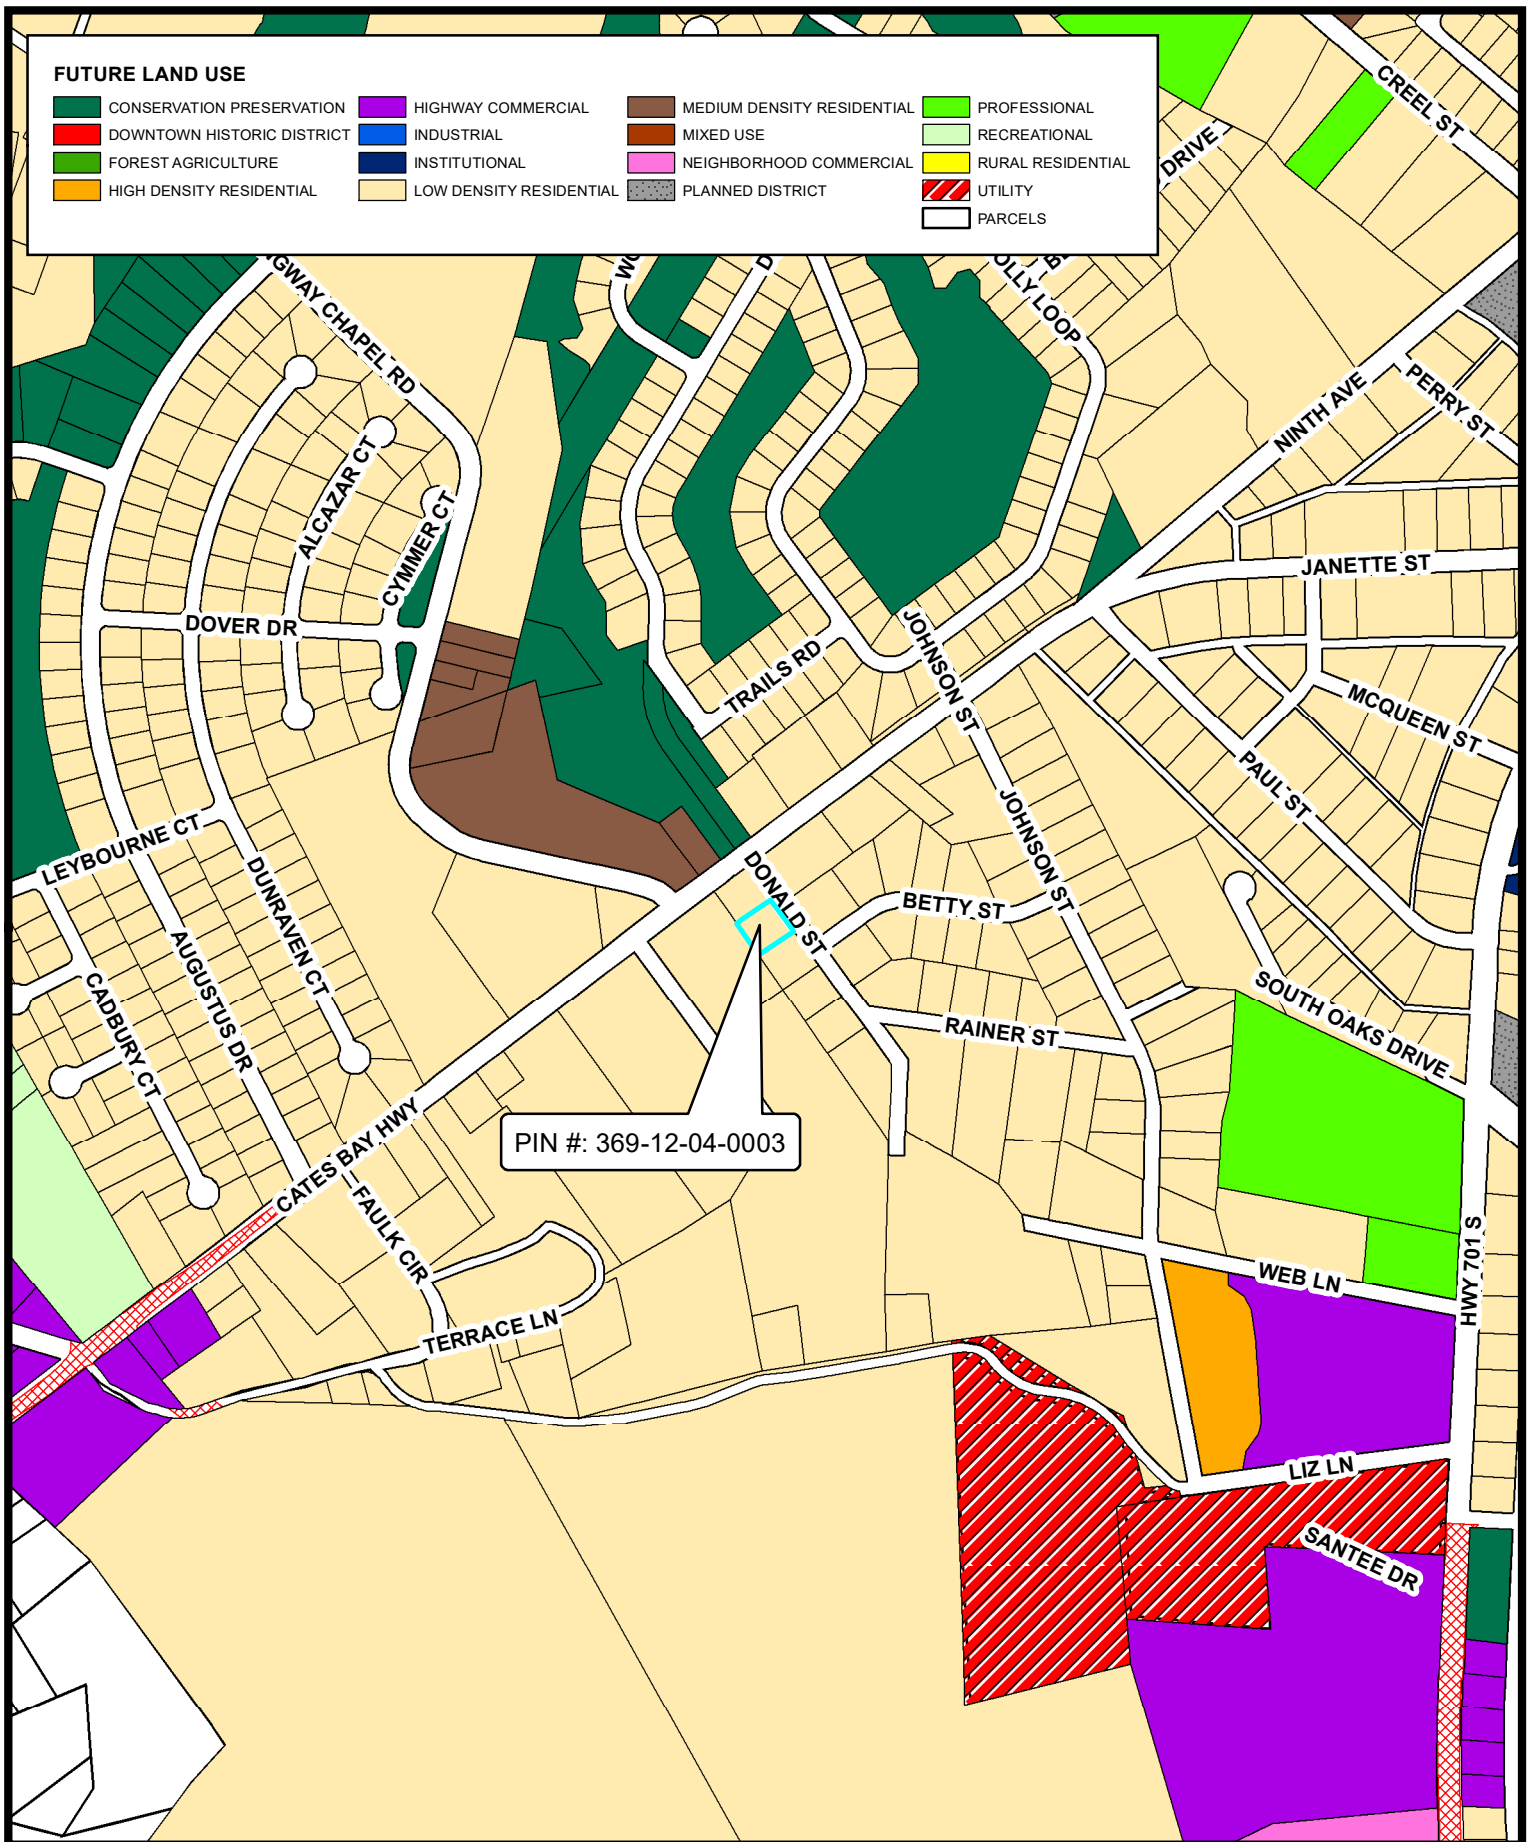 FUTURE LAND USE
CONSERVATION PRESERVATION
HIGHWAY COMMERCIAL
MEDIUM DENSITY RESIDENTIAL
PROFESSIONAL
DOWNTOWN HISTORIC DISTRICT
INDUSTRIAL
MIXED USE
RECREATIONAL
FOREST AGRICULTURE
INSTITUTIONAL
NEIGHBORHOOD COMMERCIAL
RURAL RESIDENTIAL
HIGH DENSITY RESIDENTIAL
LOW DENSITY RESIDENTIAL
PLANNED DISTRICT
UTILITY
PARCELS
CREEL ST
DRIVE
GWAY CHAPEL RD
OLLY LOOP
NINTH AVE
PERRY ST
ALCAZAR CT
CYMMER CT
JANETTE ST
DOVER DR
JOHNSON ST
TRAILS RD
MCQUEEN ST
PAUL ST
JOHNSON ST
LEYBOURNE CT
DUNRAVEN CT
DONALD ST
BETTY ST
AUGUSTUS DR
CADBURY CT
SOUTH OAKS DRIVE
RAINER ST
PIN #: 369-12-04-0003
CATES BAY HWY
FAULK CIR
TERRACE LN
WEB LN
HWY 701 S
LIZ LN
SANTEE DR